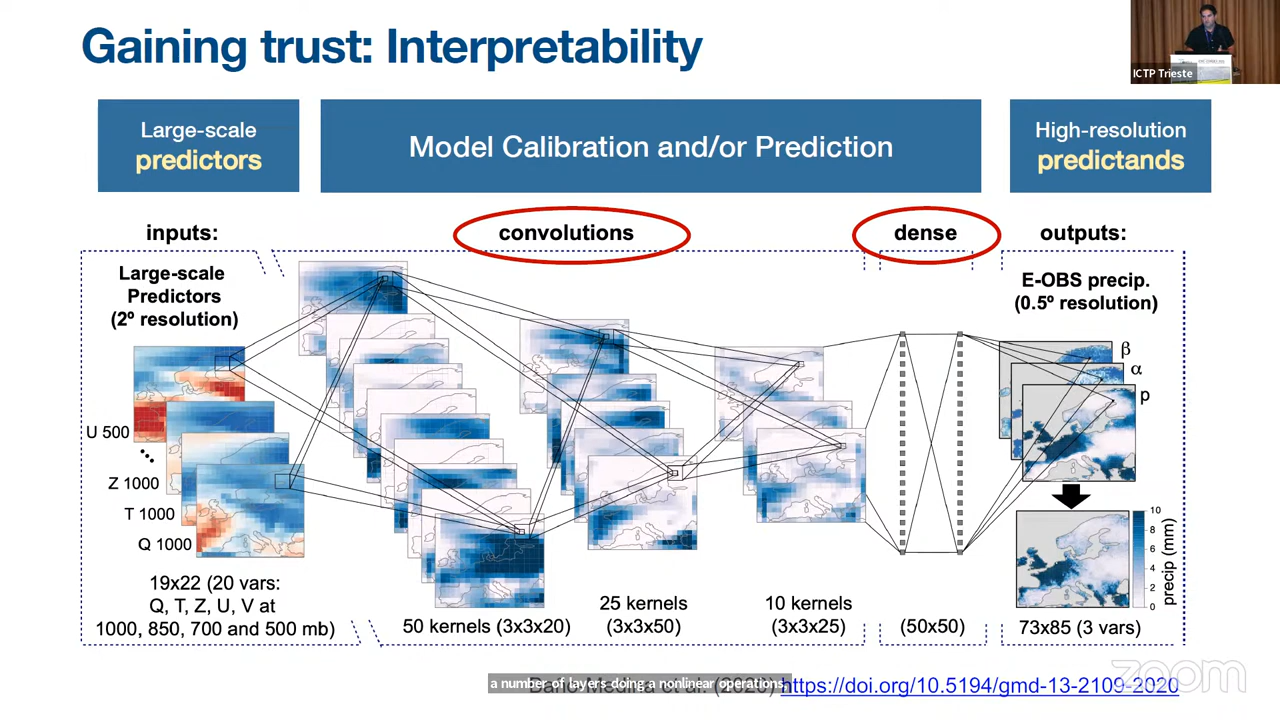 Gaining trust: Interpretability
ICTP Trieste
Large-scale
predictors
Model Calibration and/or Prediction
High-resolution
predictands
inputs:
convolutions
dense
outputs:
Large-scale
Predictors
(2º resolution)
E-OBS precip.
(0.5º resolution)
β
α
p
U 500
Z 1000
T 1000
Q 1000
10
8
6
4
2
0
precip (mm)
19x22 (20 vars:
Q, T, Z, U, V at
1000, 850, 700 and 500 mb)
50 kernels (3x3x20)
25 kernels
(3x3x50)
10 kernels
(3x3x25)
(50x50)
73x85 (3 vars)
a number of layers doing a nonlinear operations
https://doi.org/10.5194/gmd-13-2109-2020
zoom